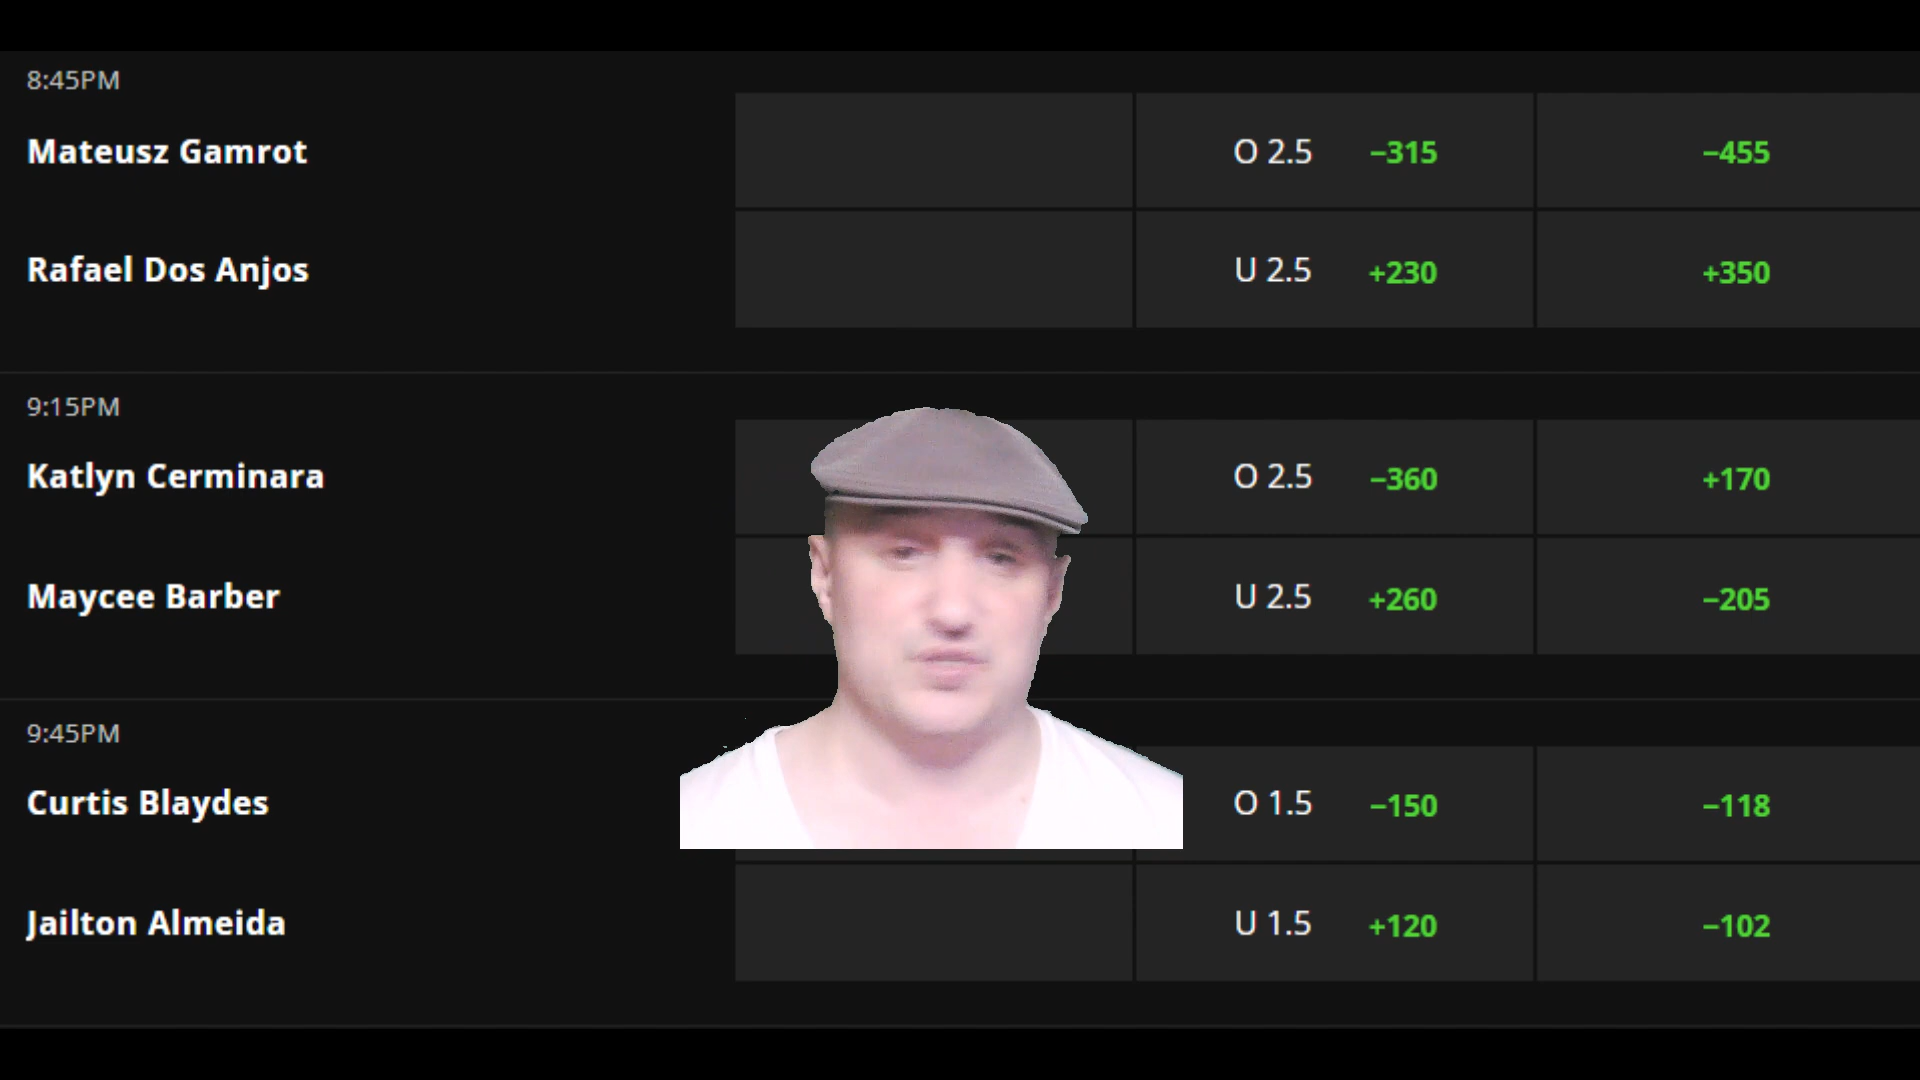 8:45PM
Mateusz Gamrot O 2.5 −315 −455
Rafael Dos Anjos U 2.5 +230 +350
9:15PM
Katlyn Cerminara O 2.5 −360 +170
Maycee Barber U 2.5 +260 −205
9:45PM
Curtis Blaydes O 1.5 −150 −118
Jailton Almeida U 1.5 +120 −102